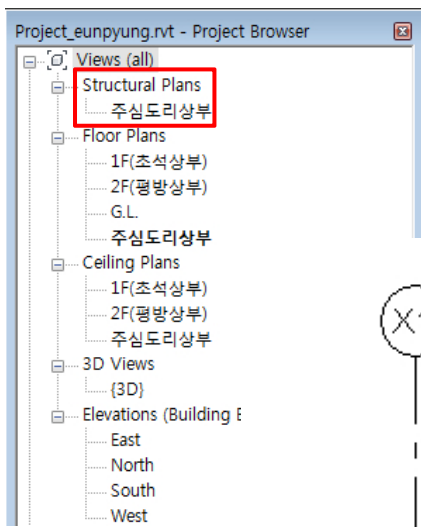 Project_eunpyung.rvt - Project Browser
Views (all)
Structural Plans
주심도리상부
Floor Plans
1F(초석상부)
2F(평방상부)
G.L.
주심도리상부
Ceiling Plans
1F(초석상부)
2F(평방상부)
주심도리상부
3D Views
{3D}
Elevations (Building E
East
North
South
West